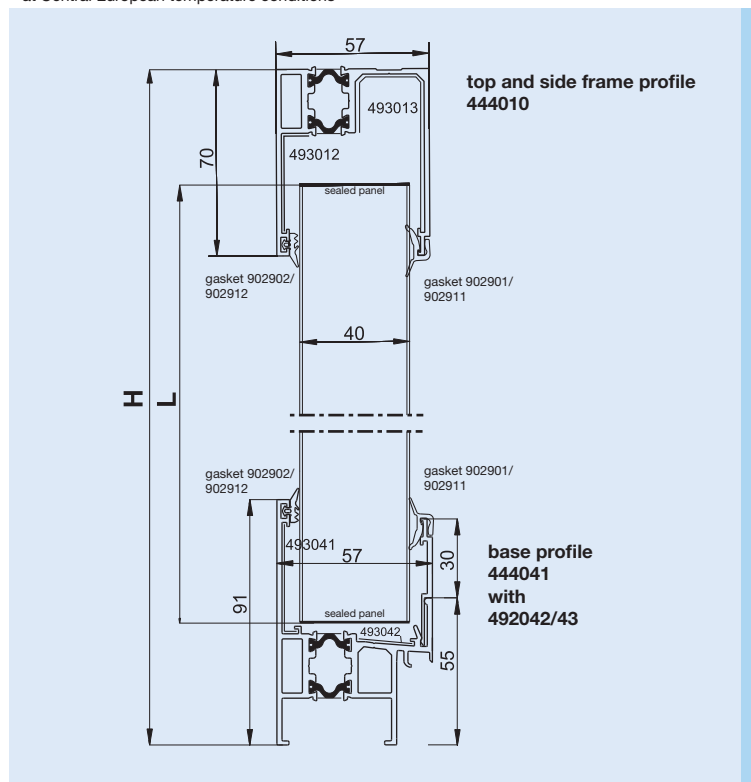 at Central European temperature conditions
57
top and side frame profile
444010
493013
493012
70
sealed panel
gasket 902902/
902912
gasket 902901/
902911
40
H
L
gasket 902902/
902912
gasket 902901/
902911
493041
57
30
base profile
444041
with
492042/43
91
sealed panel
493042
55